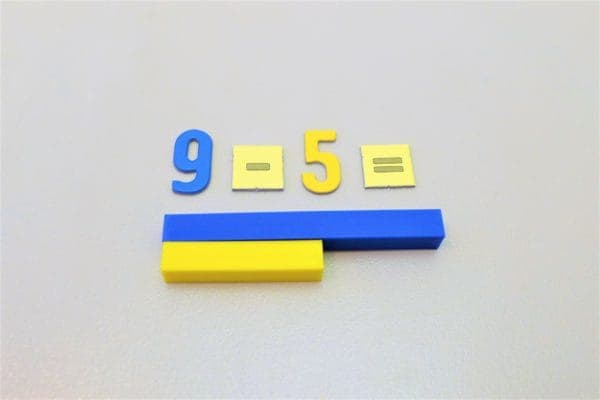 9 - 5 =